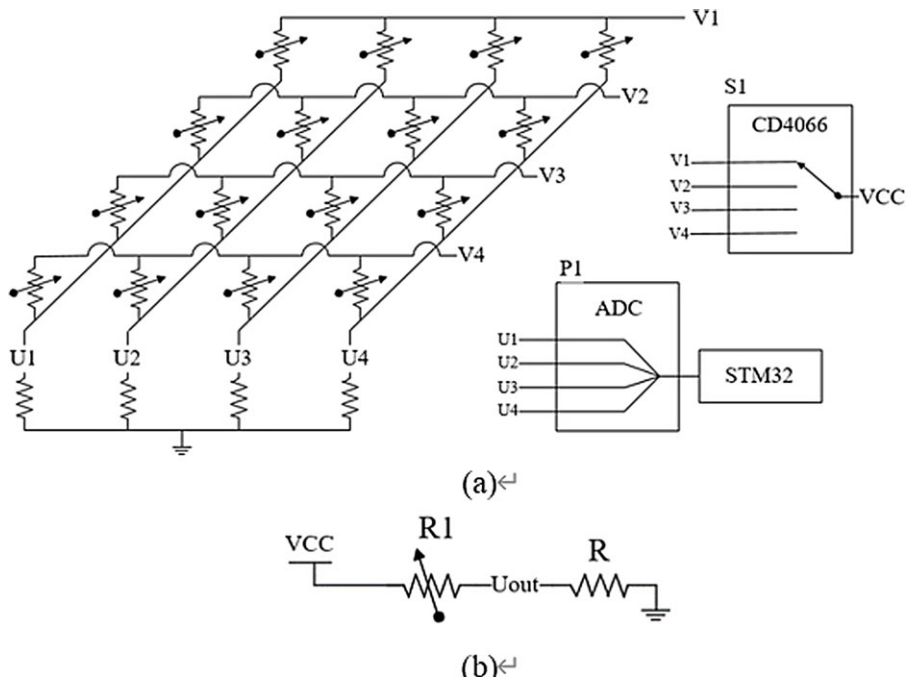 V1
V2
V3
V4
U1 U2 U3 U4
S1
CD4066
V1
V2
V3
V4
VCC
P1
ADC
U1
U2
U3
U4
STM32
(a)↵
VCC R1 Uout R
(b)↵